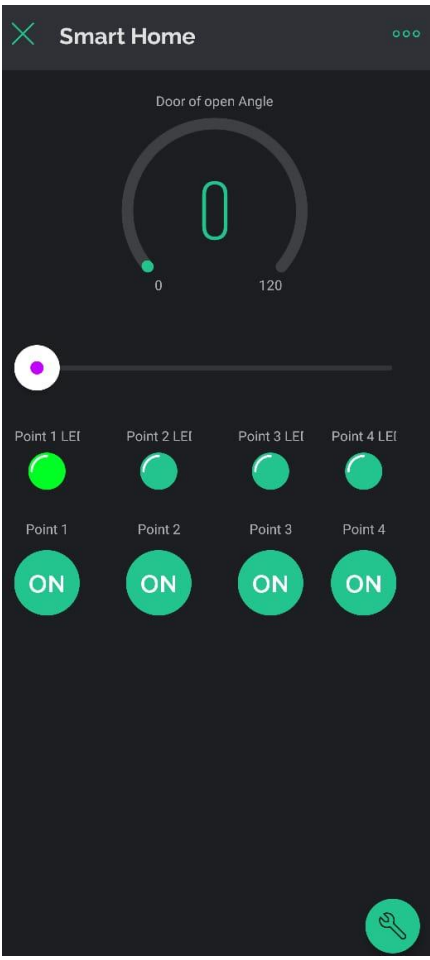 Smart Home
Door of open Angle
0
0 120
Point 1 LEI Point 2 LEI Point 3 LEI Point 4 LEI
Point 1 Point 2 Point 3 Point 4
ON ON ON ON